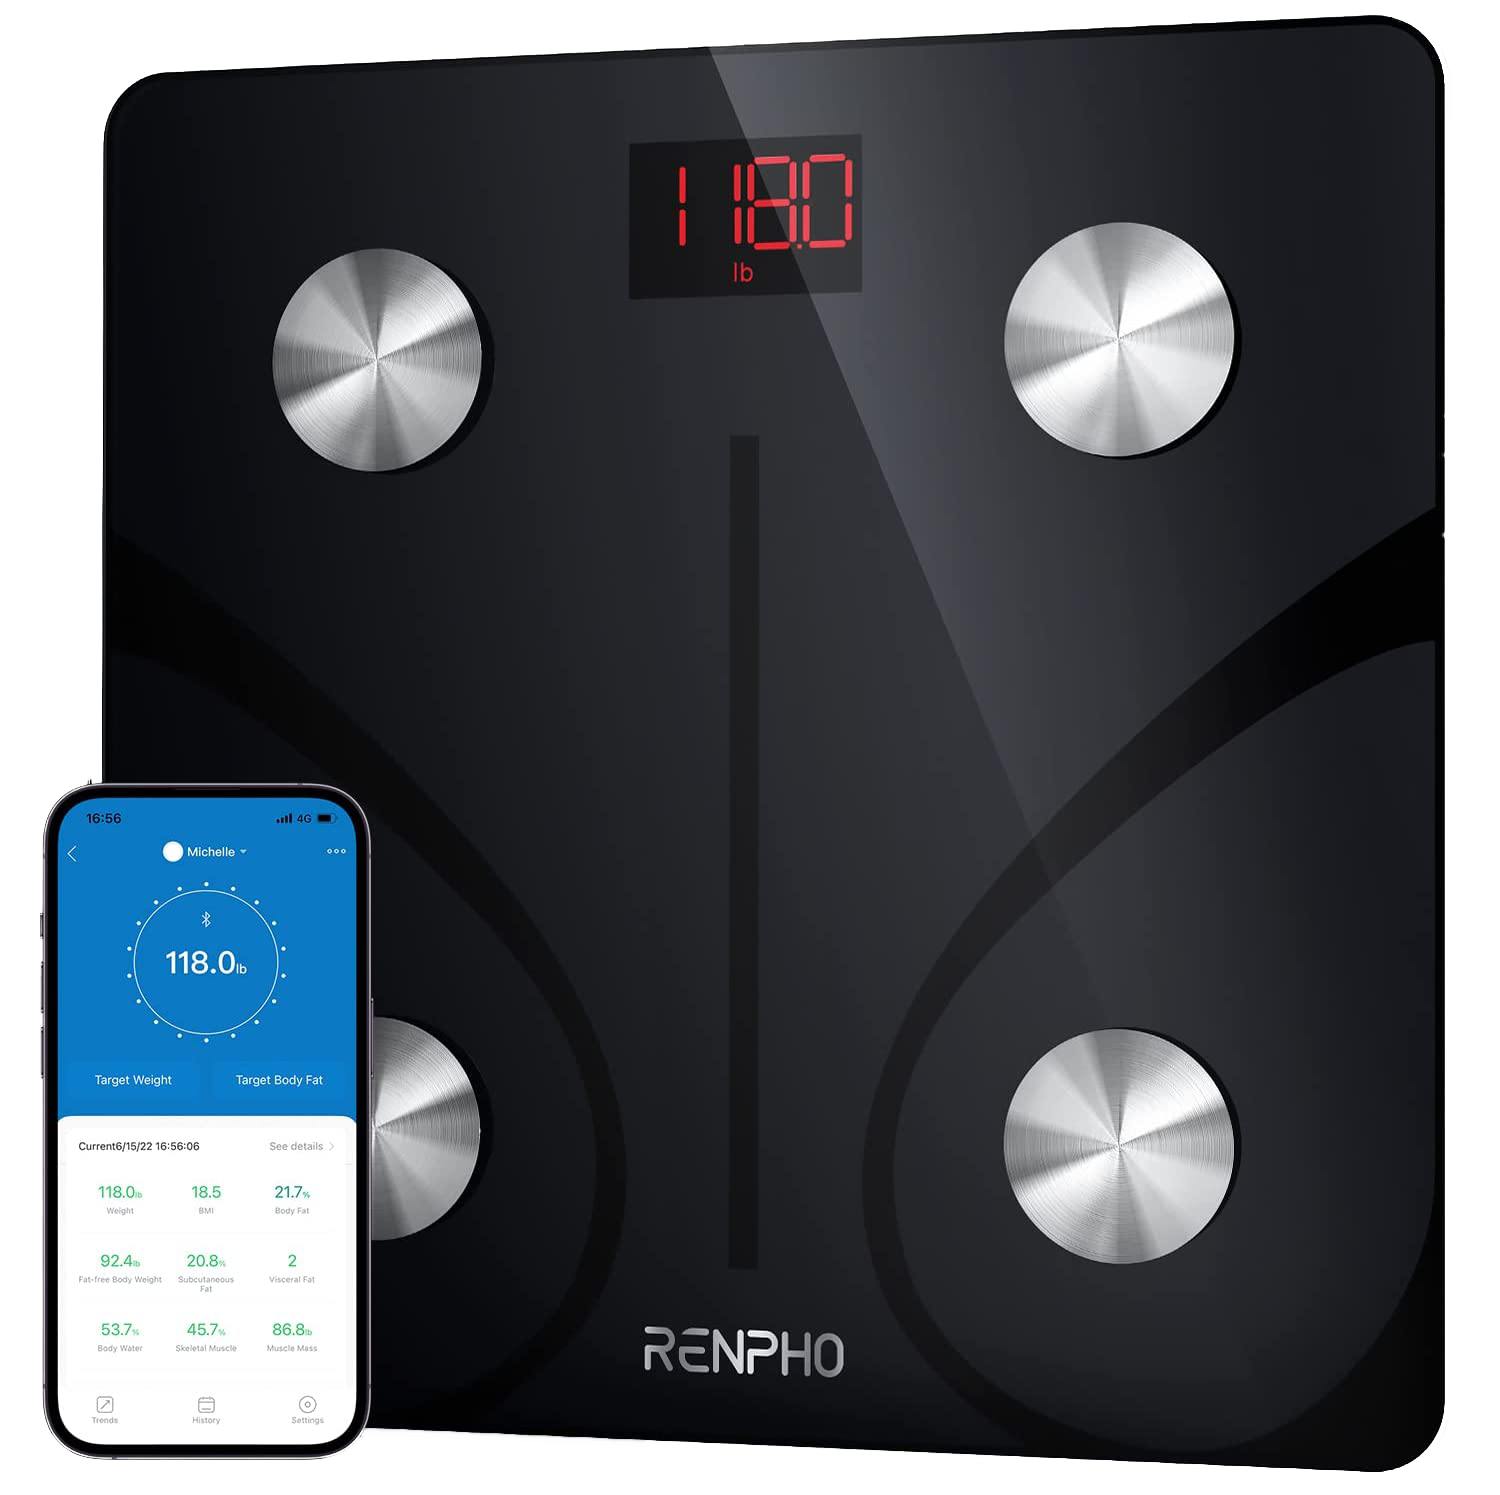 118.0
lb
16:56
4G
Michelle
118.0lb
Target Weight
Target Body Fat
Current6/15/22 16:56:06
See details
118.0lb
18.5
21.7%
Weight
BMI
Body Fat
92.4lb
20.8%
2
Fat-free Body Weight
Subcutaneous
Fat
Visceral Fat
53.7%
45.7%
86.8lb
Body Water
Skeletal Muscle
Muscle Mass
Trends
History
Settings
RENPHO